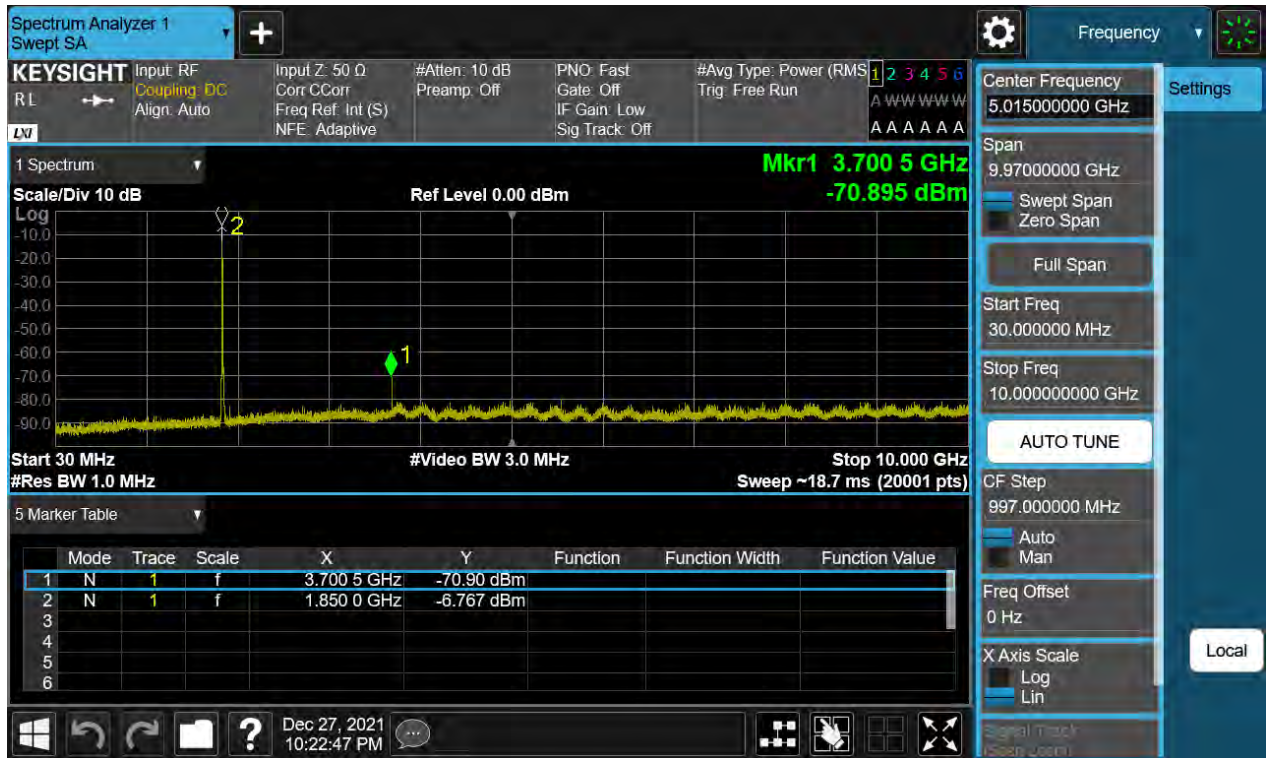 Spectrum Analyzer 1
Swept SA
+
Frequency
KEYSIGHT
RL
LXI
Input: RF
Coupling: DC
Align: Auto
Input Z: 50 Ω
Corr CCorr
Freq Ref: Int (S)
NFE: Adaptive
#Atten: 10 dB
Preamp: Off
PNO: Fast
Gate: Off
IF Gain: Low
Sig Track: Off
#Avg Type: Power (RMS
Trig: Free Run
1 2 3 4 5 6
A W W W W W
A A A A A A
1 Spectrum
Scale/Div 10 dB
Ref Level 0.00 dBm
Mkr1 3.700 5 GHz
-70.895 dBm
Log
-10.0
-20.0
-30.0
-40.0
-50.0
-60.0
-70.0
-80.0
-90.0
2
1
Start 30 MHz
#Video BW 3.0 MHz
Stop 10.000 GHz
#Res BW 1.0 MHz
Sweep ~18.7 ms (20001 pts)
5 Marker Table
Mode Trace Scale X Y Function Function Width Function Value
1 N 1 f 3.700 5 GHz -70.90 dBm
2 N 1 f 1.850 0 GHz -6.767 dBm
3
4
5
6
?
Dec 27, 2021
10:22:47 PM
Center Frequency
5.015000000 GHz
Settings
Span
9.97000000 GHz
Swept Span
Zero Span
Full Span
Start Freq
30.000000 MHz
Stop Freq
10.000000000 GHz
AUTO TUNE
CF Step
997.000000 MHz
Auto
Man
Freq Offset
0 Hz
X Axis Scale
Log
Lin
Local
Signal Track
(Span Zoom)